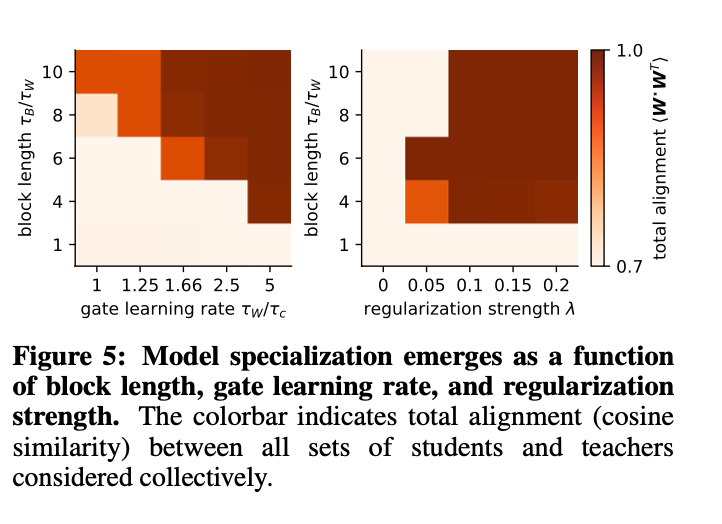 block length τ_B/τ_W
10
8
6
4
1
1 1.25 1.66 2.5 5
gate learning rate τ_W/τ_c
block length τ_B/τ_W
10
8
6
4
1
0 0.05 0.1 0.15 0.2
regularization strength λ
1.0
0.7
total alignment ⟨W*W^T⟩
Figure 5: Model specialization emerges as a function
of block length, gate learning rate, and regularization
strength. The colorbar indicates total alignment (cosine
similarity) between all sets of students and teachers
considered collectively.